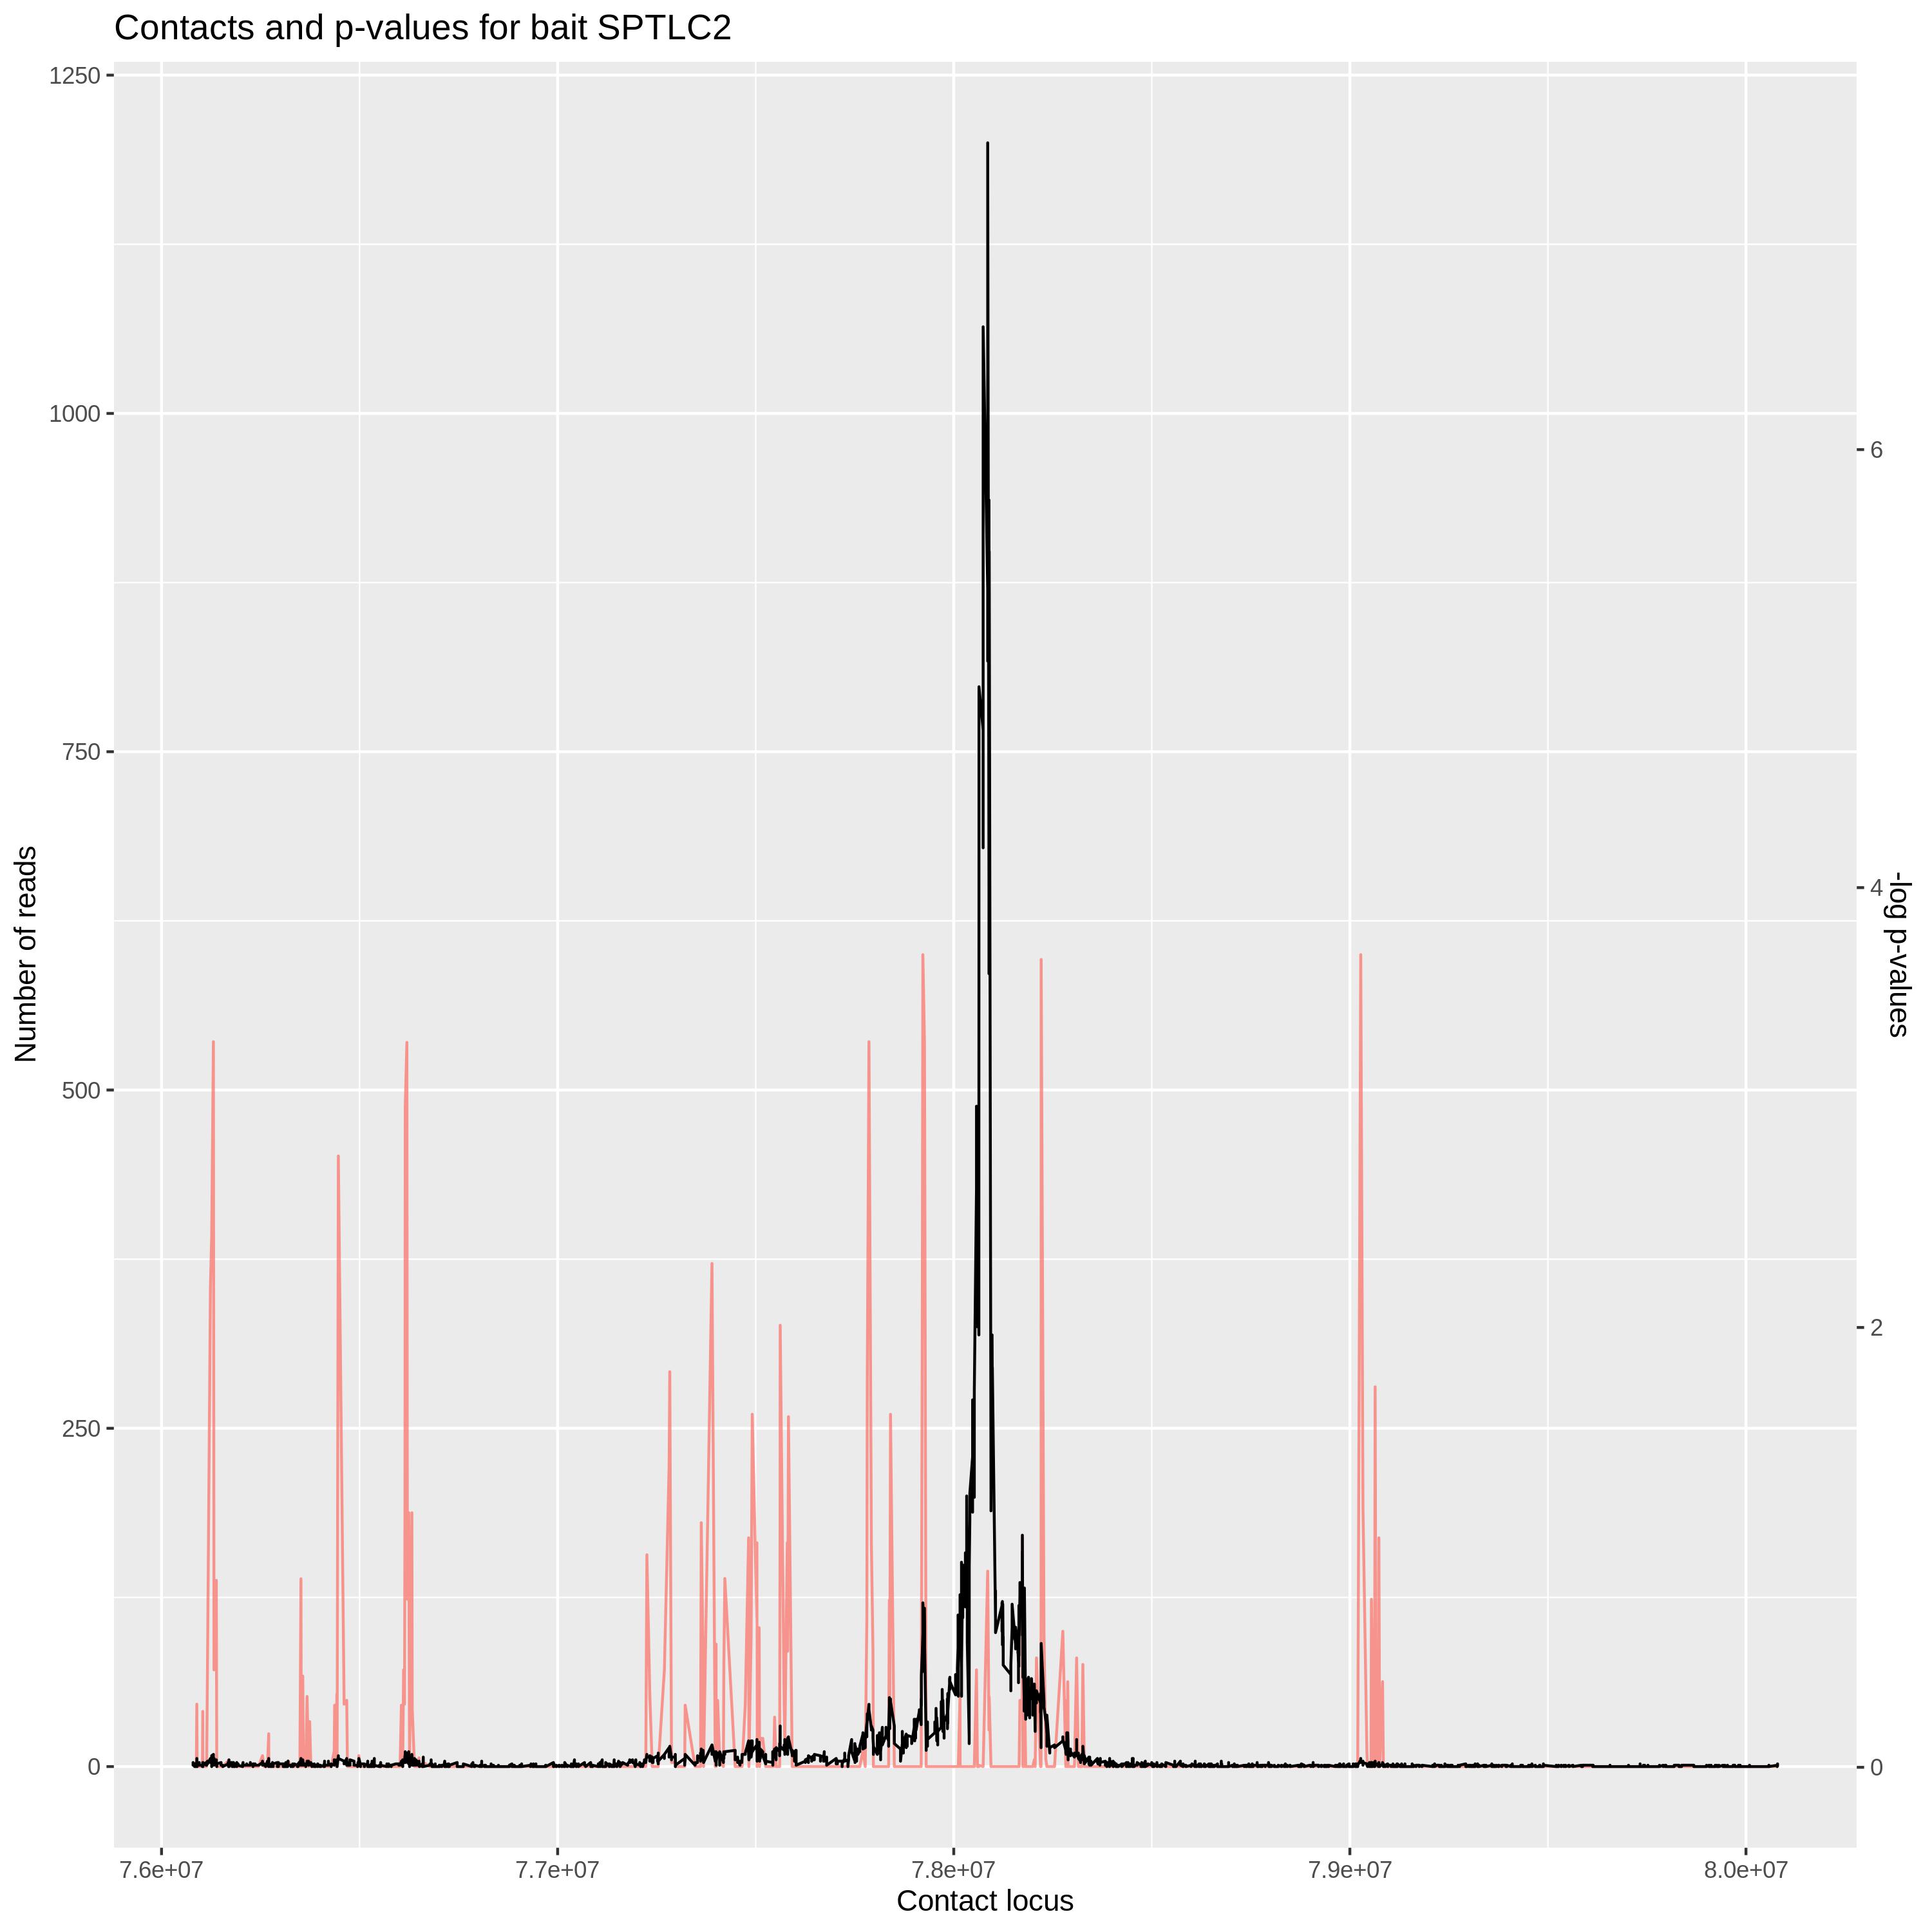 Contacts and p-values for bait SPTLC2
1250
1000
750
500
250
0
Number of reads
6
4
2
0
-log p-values
7.6e+07 7.7e+07 7.8e+07 7.9e+07 8.0e+07
Contact locus